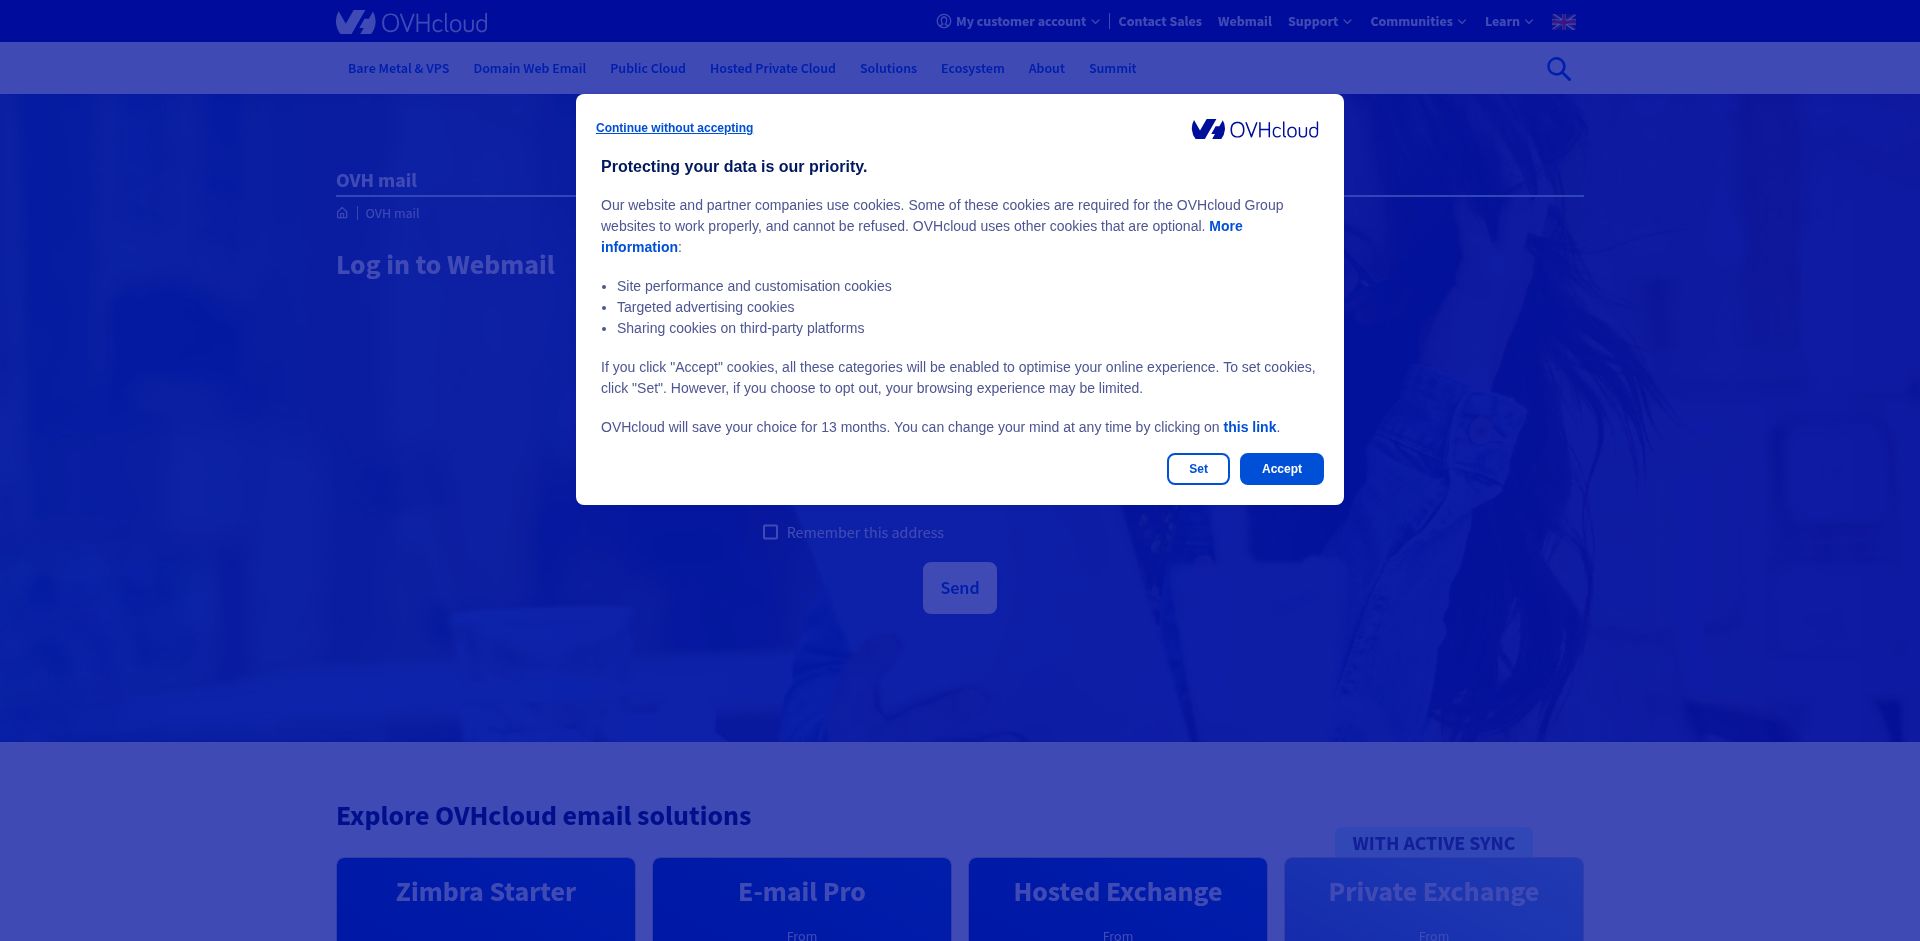 OVHcloud
My customer account
Contact Sales
Webmail
Support
Communities
Learn
Bare Metal & VPS
Domain Web Email
Public Cloud
Hosted Private Cloud
Solutions
Ecosystem
About
Summit
Continue without accepting
OVHcloud
Protecting your data is our priority.
Our website and partner companies use cookies. Some of these cookies are required for the OVHcloud Group
websites to work properly, and cannot be refused. OVHcloud uses other cookies that are optional. More
information:
• Site performance and customisation cookies
• Targeted advertising cookies
• Sharing cookies on third-party platforms
If you click "Accept" cookies, all these categories will be enabled to optimise your online experience. To set cookies,
click "Set". However, if you choose to opt out, your browsing experience may be limited.
OVHcloud will save your choice for 13 months. You can change your mind at any time by clicking on this link.
Set
Accept
OVH mail
OVH mail
Log in to Webmail
Remember this address
Send
Explore OVHcloud email solutions
WITH ACTIVE SYNC
Zimbra Starter
E-mail Pro
Hosted Exchange
Private Exchange
From
From
From